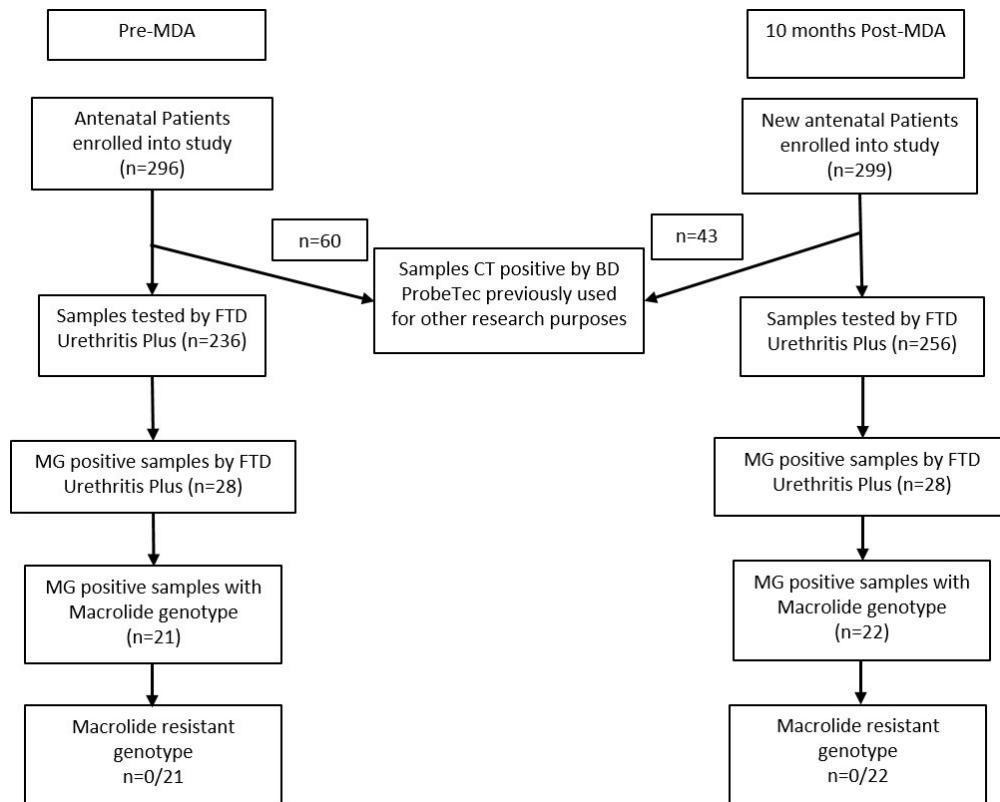 Pre-MDA
10 months Post-MDA
Antenatal Patients
enrolled into study
(n=296)
New antenatal Patients
enrolled into study
(n=299)
n=60
n=43
Samples CT positive by BD
ProbeTec previously used
for other research purposes
Samples tested by FTD
Urethritis Plus (n=236)
Samples tested by FTD
Urethritis Plus (n=256)
MG positive samples by FTD
Urethritis Plus (n=28)
MG positive samples by FTD
Urethritis Plus (n=28)
MG positive samples with
Macrolide genotype
(n=21)
MG positive samples with
Macrolide genotype
(n=22)
Macrolide resistant
genotype
n=0/21
Macrolide resistant
genotype
n=0/22